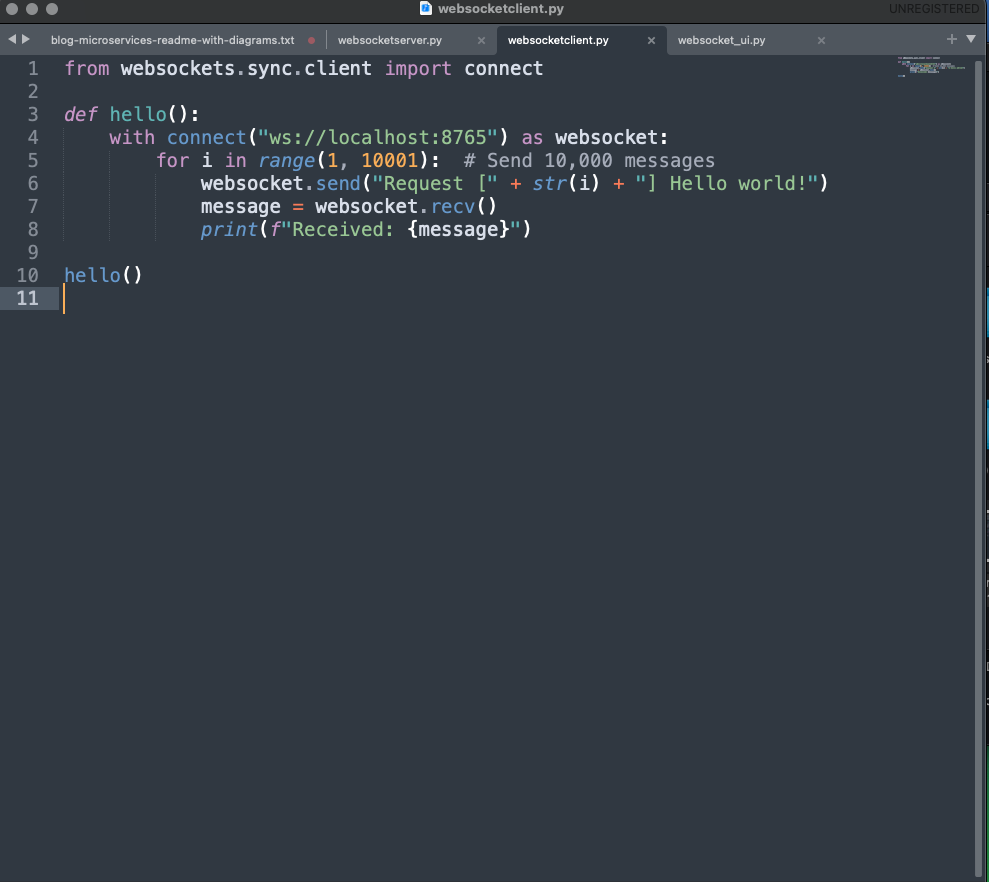 websocketclient.py
UNREGISTERED
blog-microservices-readme-with-diagrams.txt
websocketserver.py
websocketclient.py
websocket_ui.py
1 from websockets.sync.client import connect
2
3 def hello():
4     with connect("ws://localhost:8765") as websocket:
5         for i in range(1, 10001):  # Send 10,000 messages
6             websocket.send("Request [" + str(i) + "] Hello world!")
7             message = websocket.recv()
8             print(f"Received: {message}")
9
10 hello()
11